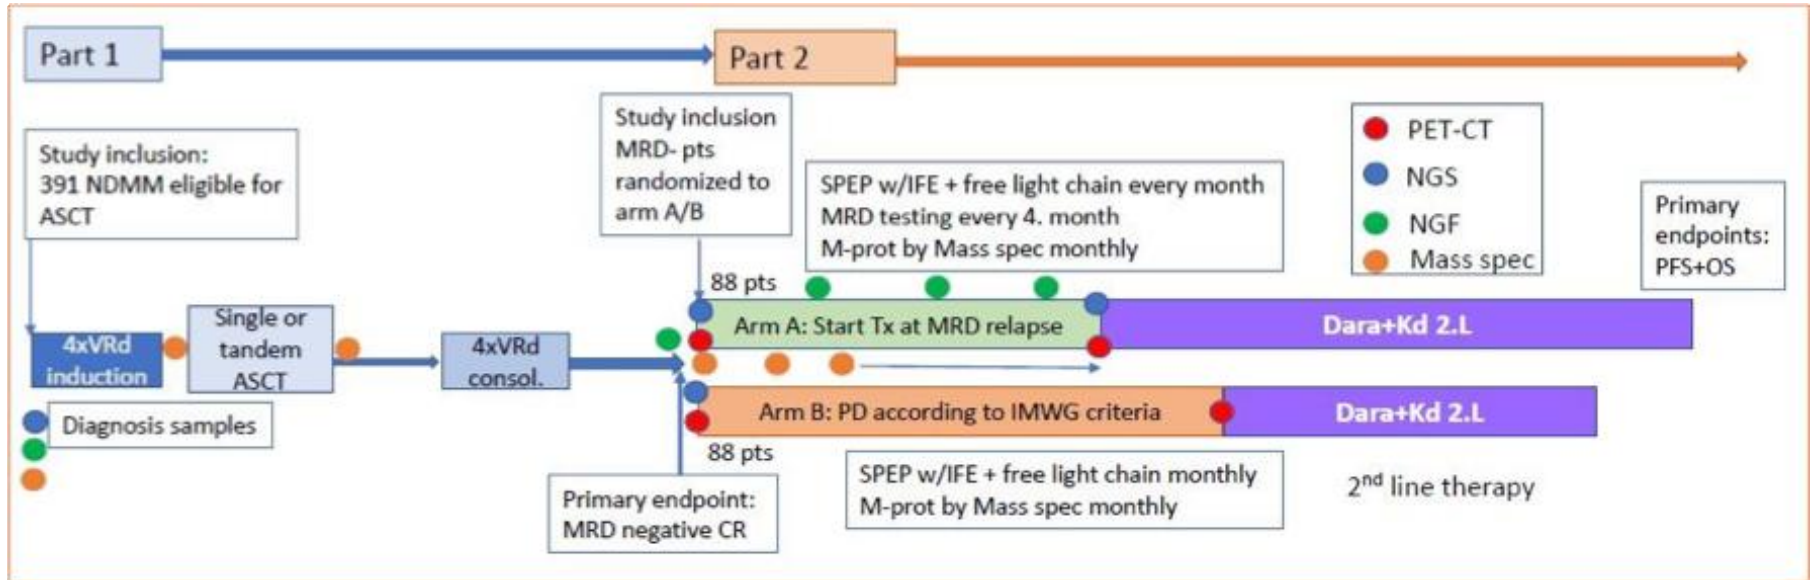 Part 1
Part 2
Study inclusion:
391 NDMM eligible for
ASCT
Study inclusion
MRD- pts
randomized to
arm A/B
SPEP w/IFE + free light chain every month
MRD testing every 4. month
M-prot by Mass spec monthly
PET-CT
NGS
NGF
Mass spec
Primary
endpoints:
PFS+OS
4xVRd
induction
Single or
tandem
ASCT
4xVRd
consol.
88 pts
Arm A: Start Tx at MRD relapse
Dara+Kd 2.L
Arm B: PD according to IMWG criteria
Dara+Kd 2.L
88 pts
Diagnosis samples
Primary endpoint:
MRD negative CR
SPEP w/IFE + free light chain monthly
M-prot by Mass spec monthly
2nd line therapy